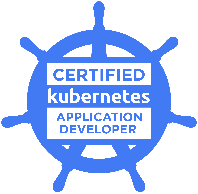 CERTIFIED
kubernetes
APPLICATION
DEVELOPER